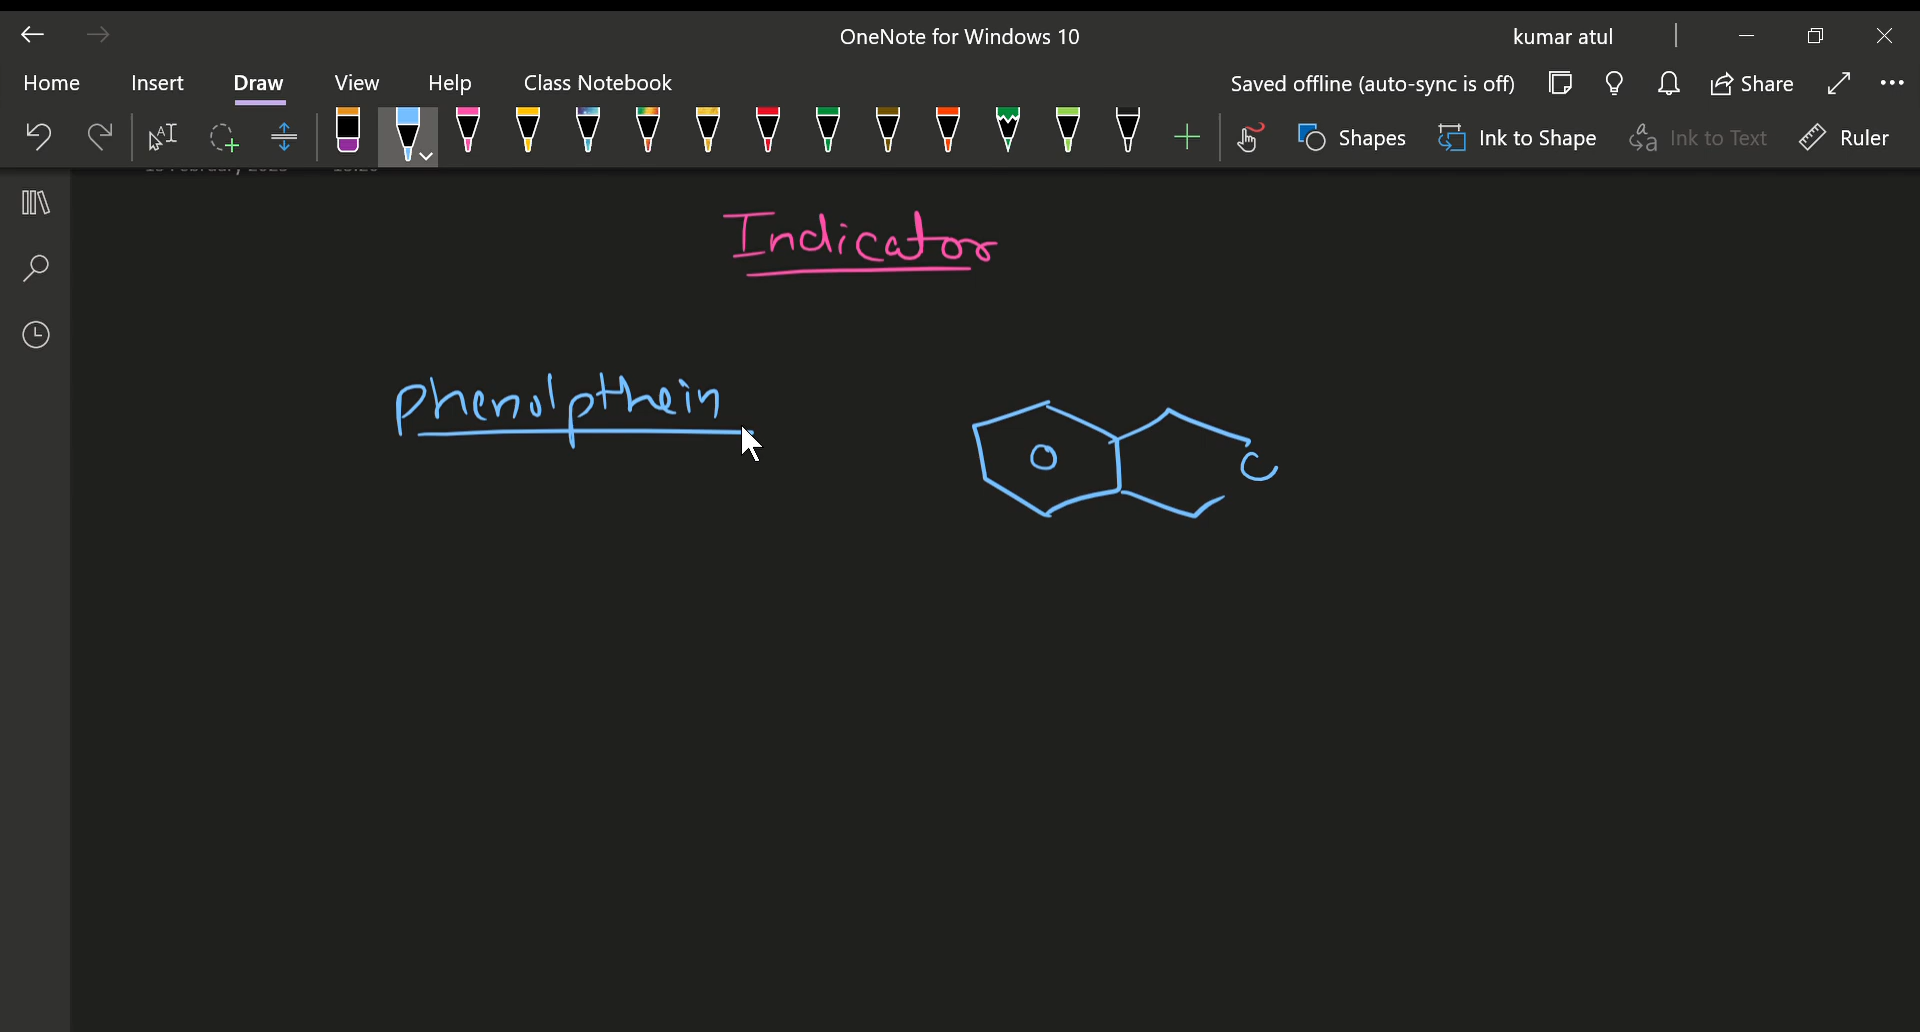 OneNote for Windows 10
kumar atul
Home Insert Draw View Help Class Notebook
Saved offline (auto-sync is off) Share
Shapes Ink to Shape Ink to Text Ruler
Indicator
Phenolpthein
O
C